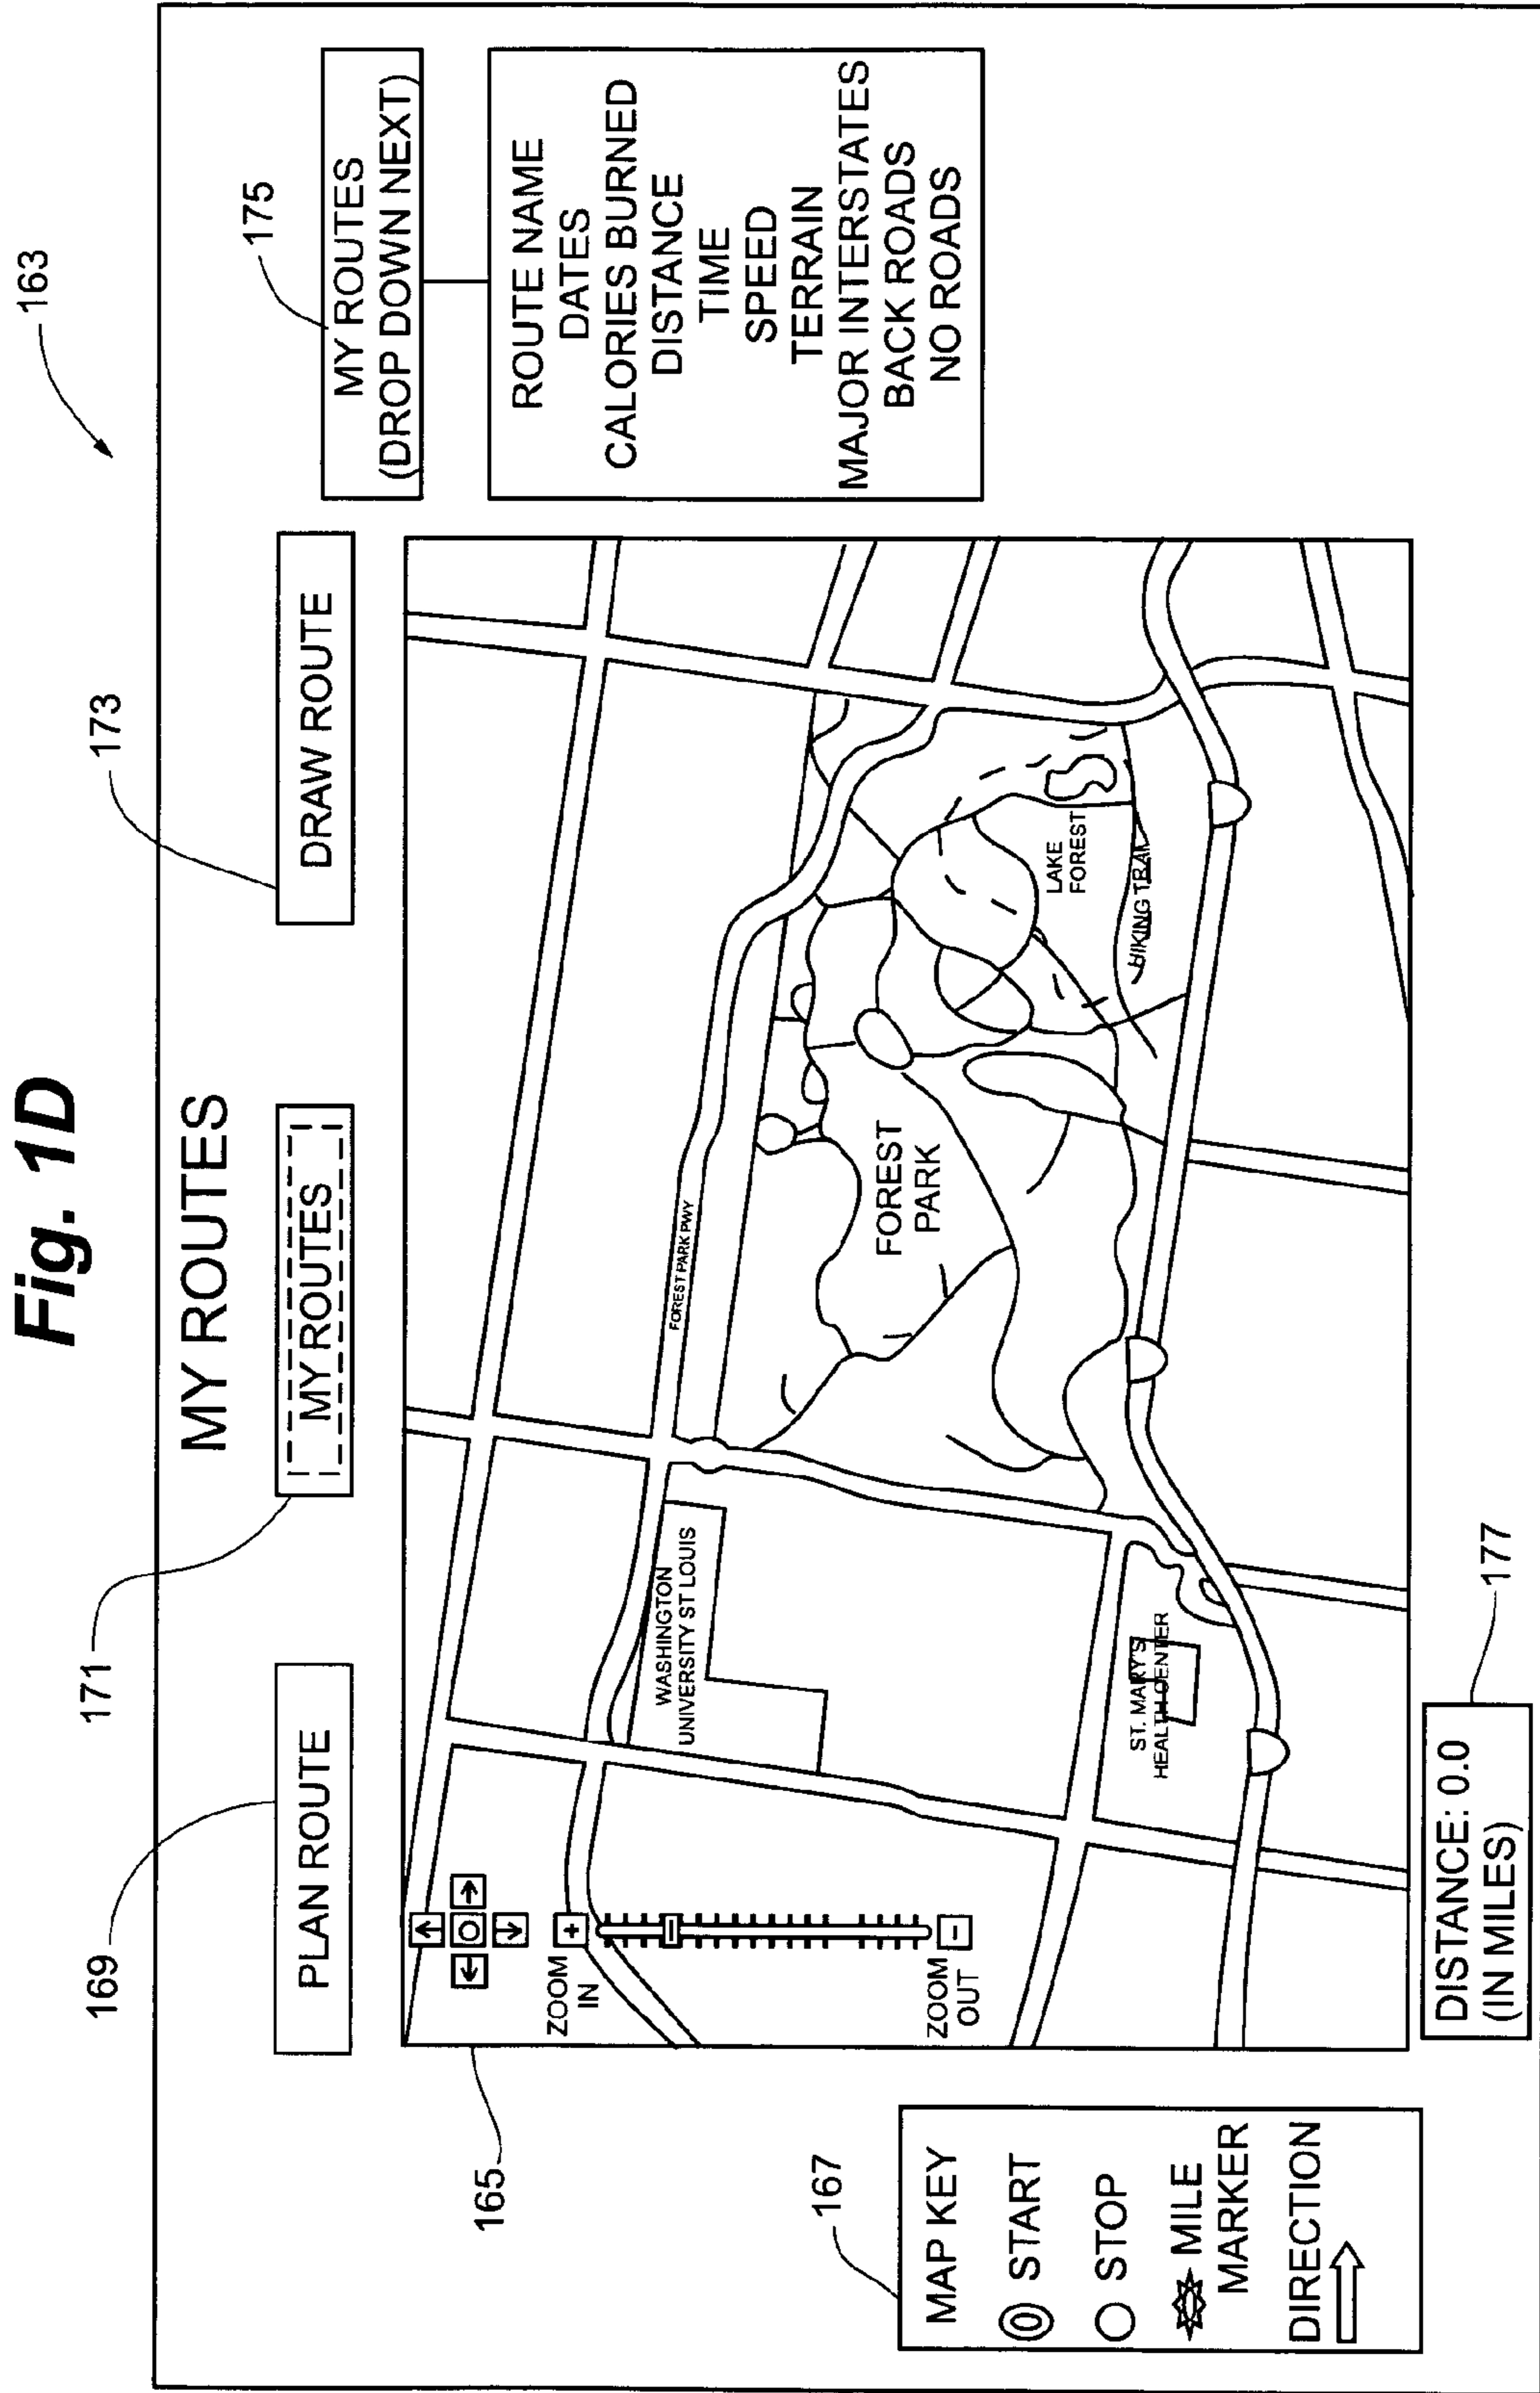 Fig. 1D
163
MY ROUTES
169
171
173
175
PLAN ROUTE
MY ROUTES
DRAW ROUTE
MY ROUTES
(DROP DOWN NEXT)
ROUTE NAME
DATES
CALORIES BURNED
DISTANCE
TIME
SPEED
TERRAIN
MAJOR INTERSTATES
BACK ROADS
NO ROADS
165
ZOOM
IN
+
ZOOM
OUT
-
FOREST PARK PWY
WASHINGTON
UNIVERSITY ST LOUIS
FOREST
PARK
LAKE
FOREST
HIKING TRAIL
ST. MARY'S
HEALTH CENTER
167
MAP KEY
START
STOP
MILE
MARKER
DIRECTION
DISTANCE: 0.0
(IN MILES)
177